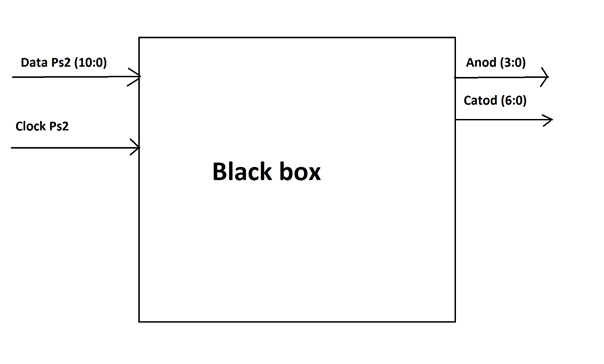 Data Ps2 (10:0)
Anod (3:0)
Catod (6:0)
Clock Ps2
Black box